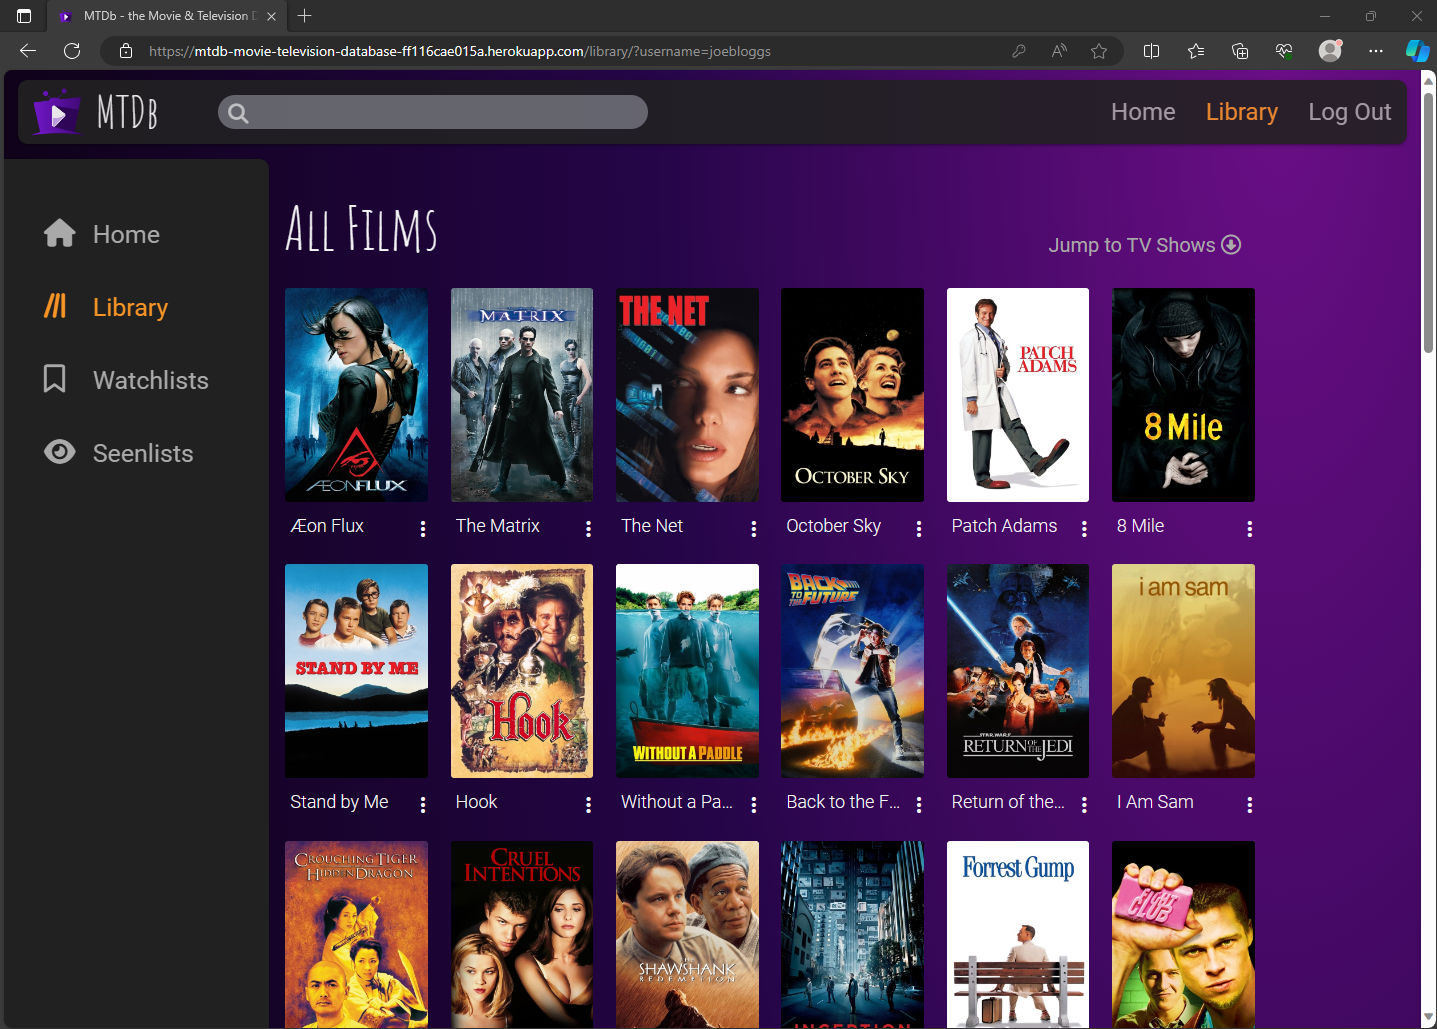 MTDb - the Movie & Television D
https://mtdb-movie-television-database-ff116cae015a.herokuapp.com/library/?username=joebloggs
MTDb
Home
Library
Log Out
Home
Library
Watchlists
Seenlists
All Films
Jump to TV Shows
ÆONFLUX
MATRIX
THE NET
OCTOBER SKY
PATCH
ADAMS
8 Mile
Æon Flux
The Matrix
The Net
October Sky
Patch Adams
8 Mile
STAND BY ME
Hook
WITHOUT A PADDLE
BACK
TO THE FUTURE
STAR WARS
RETURN OF THE JEDI
i am sam
Stand by Me
Hook
Without a Pa...
Back to the F...
Return of the...
I Am Sam
CROUCHING TIGER
HIDDEN DRAGON
CRUEL
INTENTIONS
THE
SHAWSHANK
REDEMPTION
INCEPTION
Forrest Gump
FIGHT
CLUB